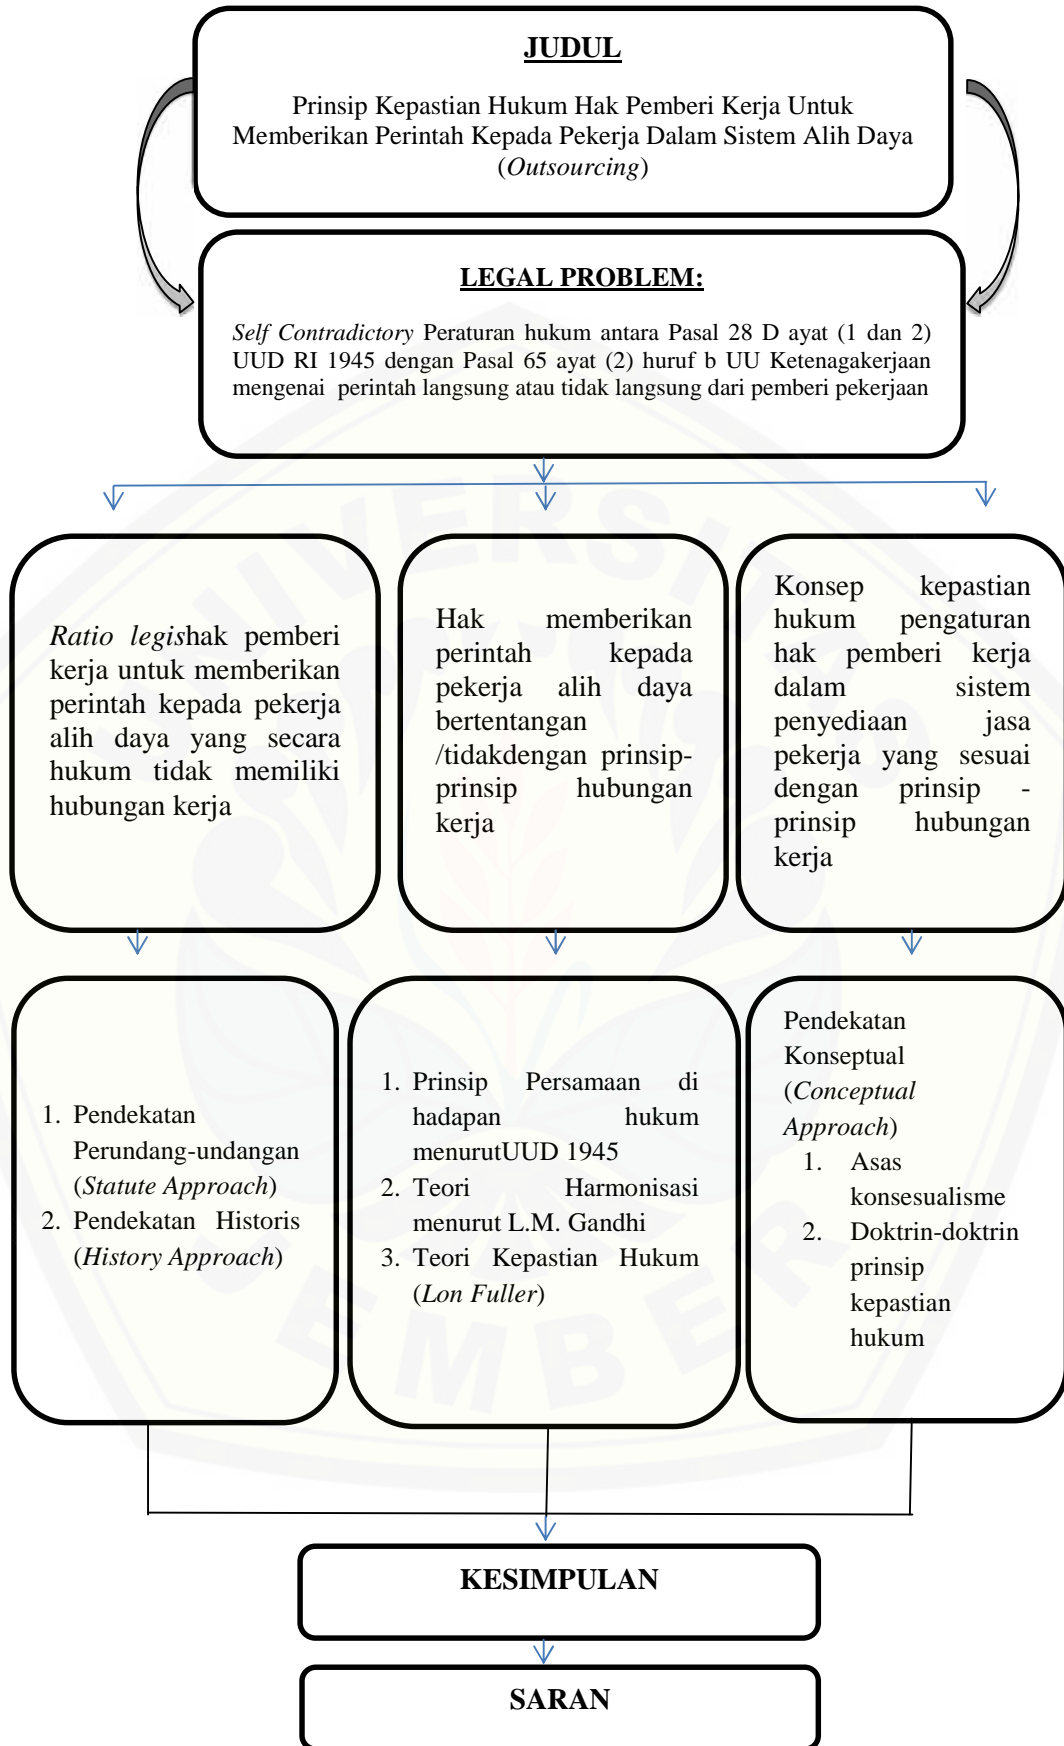 JUDUL
Prinsip Kepastian Hukum Hak Pemberi Kerja Untuk
Memberikan Perintah Kepada Pekerja Dalam Sistem Alih Daya
(Outsourcing)
LEGAL PROBLEM:
Self Contradictory Peraturan hukum antara Pasal 28 D ayat (1 dan 2)
UUD RI 1945 dengan Pasal 65 ayat (2) huruf b UU Ketenagakerjaan
mengenai perintah langsung atau tidak langsung dari pemberi pekerjaan
Ratio legishak pemberi
kerja untuk memberikan
perintah kepada pekerja
alih daya yang secara
hukum tidak memiliki
hubungan kerja
Hak memberikan
perintah kepada
pekerja alih daya
bertentangan
/tidakdengan prinsip-
prinsip hubungan
kerja
Konsep kepastian
hukum pengaturan
hak pemberi kerja
dalam sistem
penyediaan jasa
pekerja yang sesuai
dengan prinsip -
prinsip hubungan
kerja
1. Pendekatan
Perundang-undangan
(Statute Approach)
2. Pendekatan Historis
(History Approach)
1. Prinsip Persamaan di
hadapan hukum
menurutUUD 1945
2. Teori Harmonisasi
menurut L.M. Gandhi
3. Teori Kepastian Hukum
(Lon Fuller)
Pendekatan
Konseptual
(Conceptual
Approach)
1. Asas
konsesualisme
2. Doktrin-doktrin
prinsip
kepastian
hukum
KESIMPULAN
SARAN
UNIVERSITAS
JEMBER